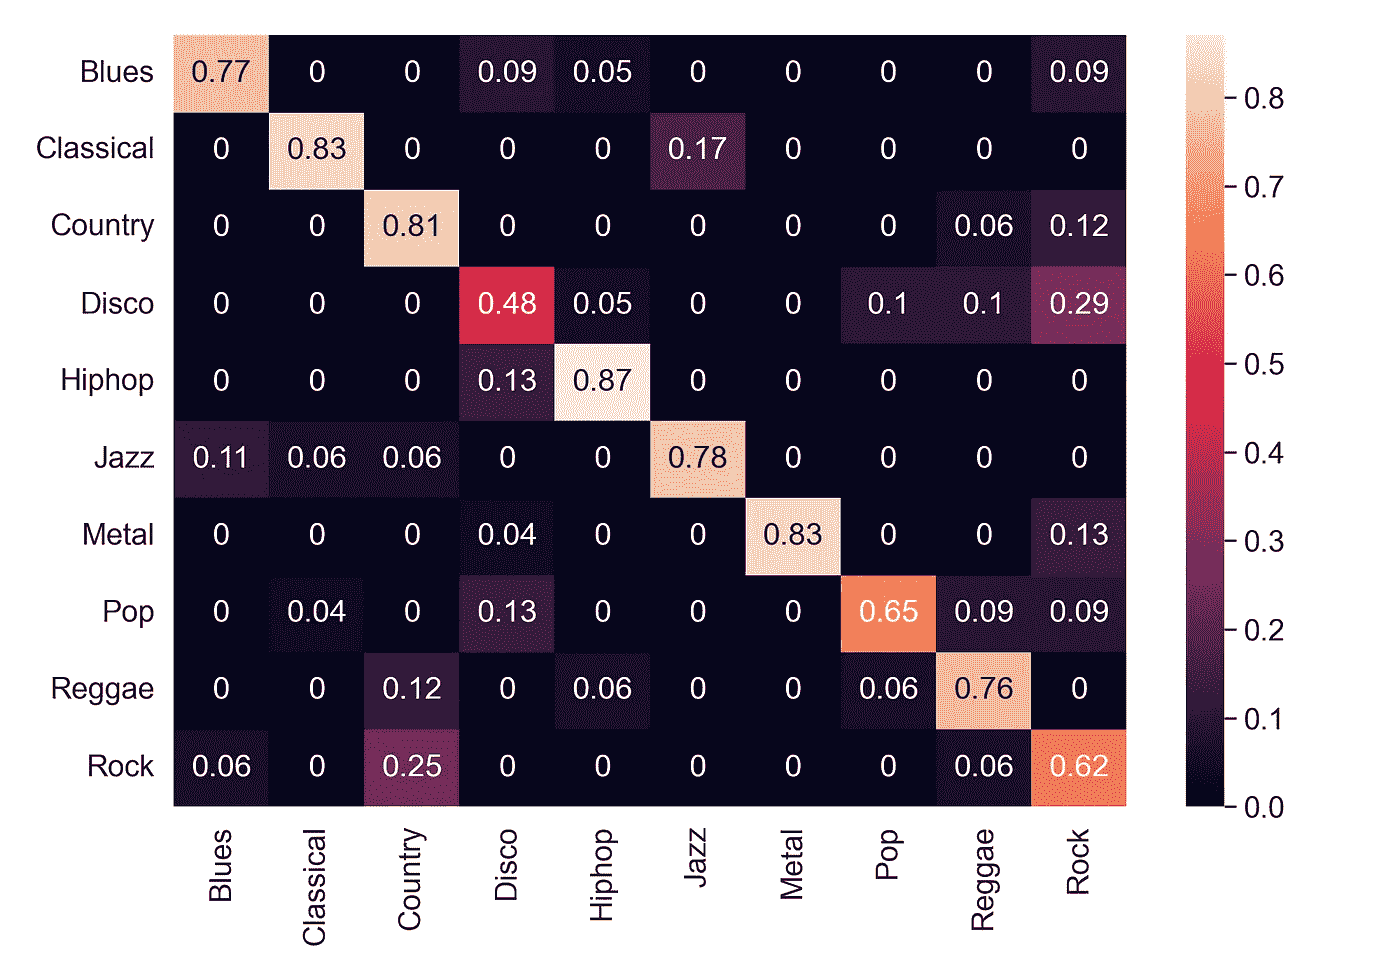 Blues 0.77 0 0 0.09 0.05 0 0 0 0 0.09
Classical 0 0.83 0 0 0 0.17 0 0 0 0
Country 0 0 0.81 0 0 0 0 0 0.06 0.12
Disco 0 0 0 0.48 0.05 0 0 0.1 0.1 0.29
Hiphop 0 0 0 0.13 0.87 0 0 0 0 0
Jazz 0.11 0.06 0.06 0 0 0.78 0 0 0 0
Metal 0 0 0 0.04 0 0 0.83 0 0 0.13
Pop 0 0.04 0 0.13 0 0 0 0.65 0.09 0.09
Reggae 0 0 0.12 0 0.06 0 0 0.06 0.76 0
Rock 0.06 0 0.25 0 0 0 0 0 0.06 0.62
Blues Classical Country Disco Hiphop Jazz Metal Pop Reggae Rock
0.8
0.7
0.6
0.5
0.4
0.3
0.2
0.1
0.0